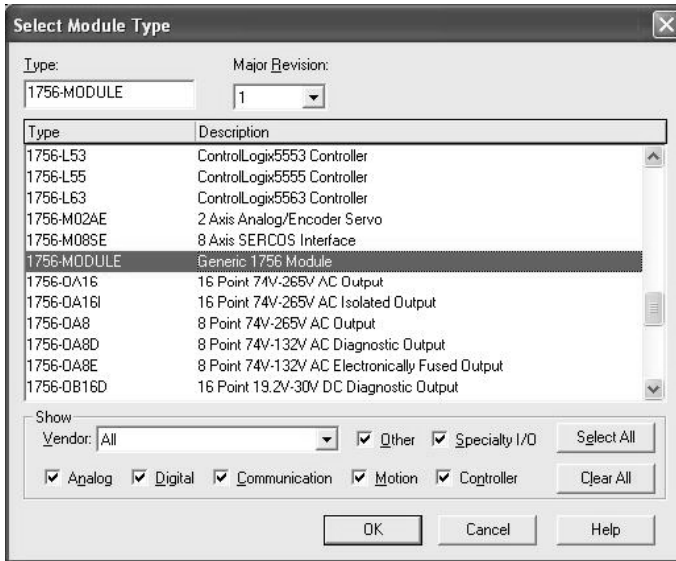 Select Module Type
Type: Major Revision:
1756-MODULE 1
Type Description
1756-L53 ControlLogix5553 Controller
1756-L55 ControlLogix5555 Controller
1756-L63 ControlLogix5563 Controller
1756-M02AE 2 Axis Analog/Encoder Servo
1756-M08SE 8 Axis SERCOS Interface
1756-MODULE Generic 1756 Module
1756-OA16 16 Point 74V-265V AC Output
1756-OA16I 16 Point 74V-265V AC Isolated Output
1756-OA8 8 Point 74V-265V AC Output
1756-OA8D 8 Point 74V-132V AC Diagnostic Output
1756-OA8E 8 Point 74V-132V AC Electronically Fused Output
1756-OB16D 16 Point 19.2V-30V DC Diagnostic Output
Show
Vendor: All Other Specialty I/O Select All
Analog Digital Communication Motion Controller Clear All
OK Cancel Help